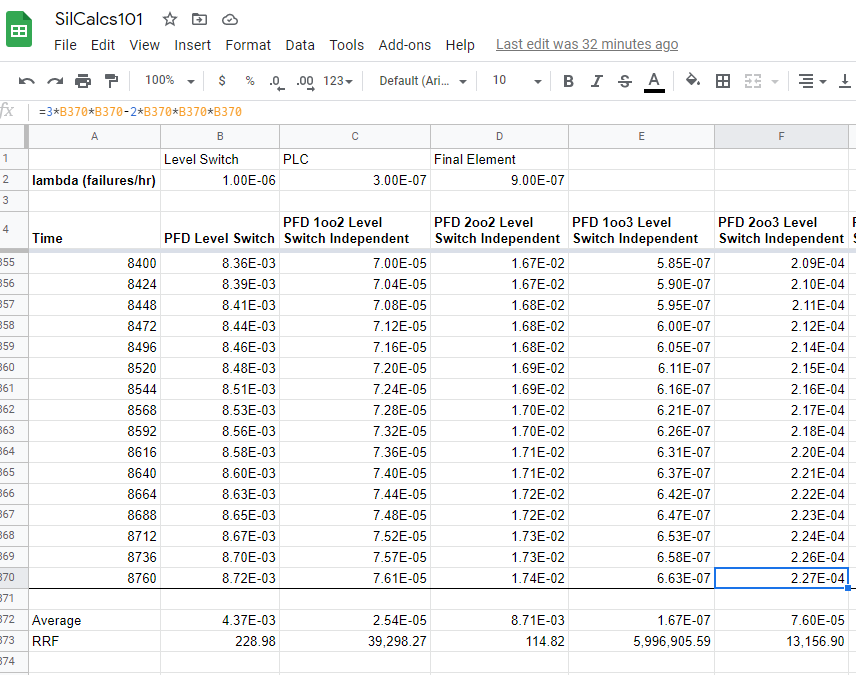 SilCalcs101
File Edit View Insert Format Data Tools Add-ons Help Last edit was 32 minutes ago
100% $ % .0 .00 123 Default (Ari... 10 B I S A
fx =3*B370*B370-2*B370*B370*B370
A B C D E F
1 Level Switch PLC Final Element
2 lambda (failures/hr) 1.00E-06 3.00E-07 9.00E-07
3
PFD 1oo2 Level PFD 2oo2 Level PFD 1oo3 Level PFD 2oo3 Level
4 Time PFD Level Switch Switch Independent Switch Independent Switch Independent Switch Independent
355 8400 8.36E-03 7.00E-05 1.67E-02 5.85E-07 2.09E-04
356 8424 8.39E-03 7.04E-05 1.67E-02 5.90E-07 2.10E-04
357 8448 8.41E-03 7.08E-05 1.68E-02 5.95E-07 2.11E-04
358 8472 8.44E-03 7.12E-05 1.68E-02 6.00E-07 2.12E-04
359 8496 8.46E-03 7.16E-05 1.68E-02 6.05E-07 2.14E-04
360 8520 8.48E-03 7.20E-05 1.69E-02 6.11E-07 2.15E-04
361 8544 8.51E-03 7.24E-05 1.69E-02 6.16E-07 2.16E-04
362 8568 8.53E-03 7.28E-05 1.70E-02 6.21E-07 2.17E-04
363 8592 8.56E-03 7.32E-05 1.70E-02 6.26E-07 2.18E-04
364 8616 8.58E-03 7.36E-05 1.71E-02 6.31E-07 2.20E-04
365 8640 8.60E-03 7.40E-05 1.71E-02 6.37E-07 2.21E-04
366 8664 8.63E-03 7.44E-05 1.72E-02 6.42E-07 2.22E-04
367 8688 8.65E-03 7.48E-05 1.72E-02 6.47E-07 2.23E-04
368 8712 8.67E-03 7.52E-05 1.73E-02 6.53E-07 2.24E-04
369 8736 8.70E-03 7.57E-05 1.73E-02 6.58E-07 2.26E-04
370 8760 8.72E-03 7.61E-05 1.74E-02 6.63E-07 2.27E-04
371
372 Average 4.37E-03 2.54E-05 8.71E-03 1.67E-07 7.60E-05
373 RRF 228.98 39,298.27 114.82 5,996,905.59 13,156.90
374